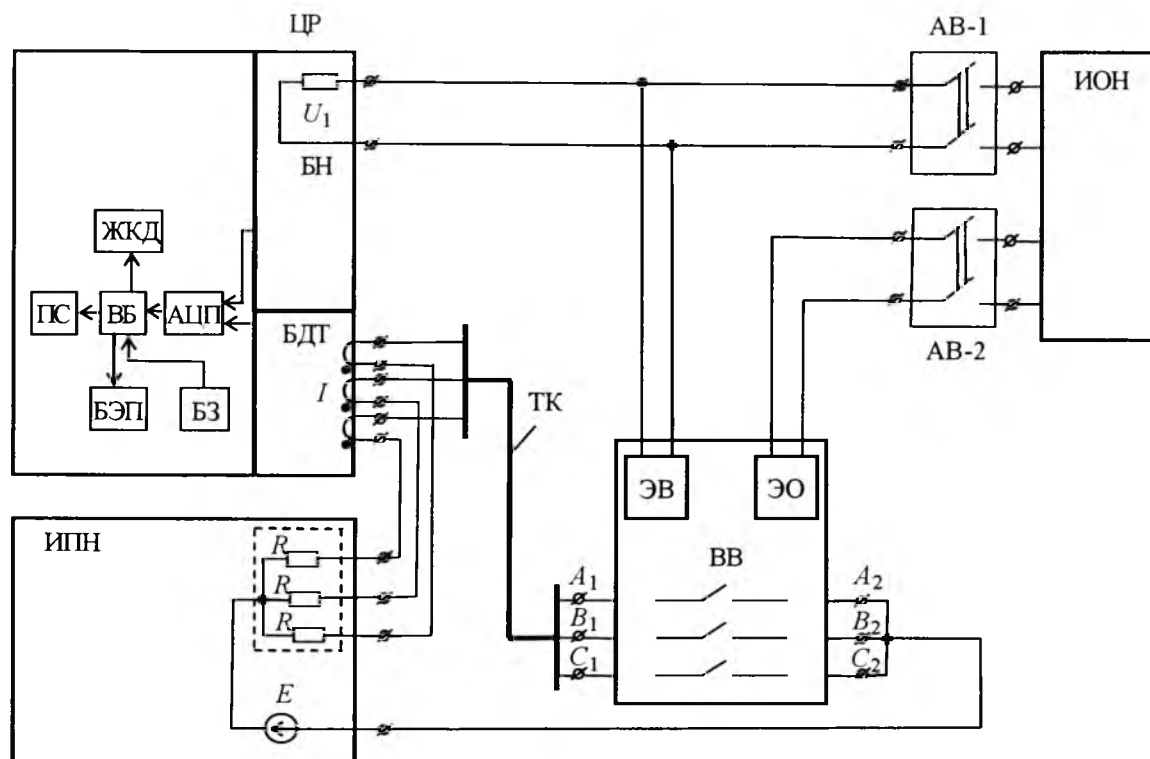 ЦР
АВ-1
ИОН
U1
БН
ЖКД
ПС
ВБ
АЦП
БЭП
БЗ
БДТ
I
АВ-2
ТК
ЭВ
ЭО
ВВ
ИПН
R
R
R
E
A1
B1
C1
A2
B2
C2